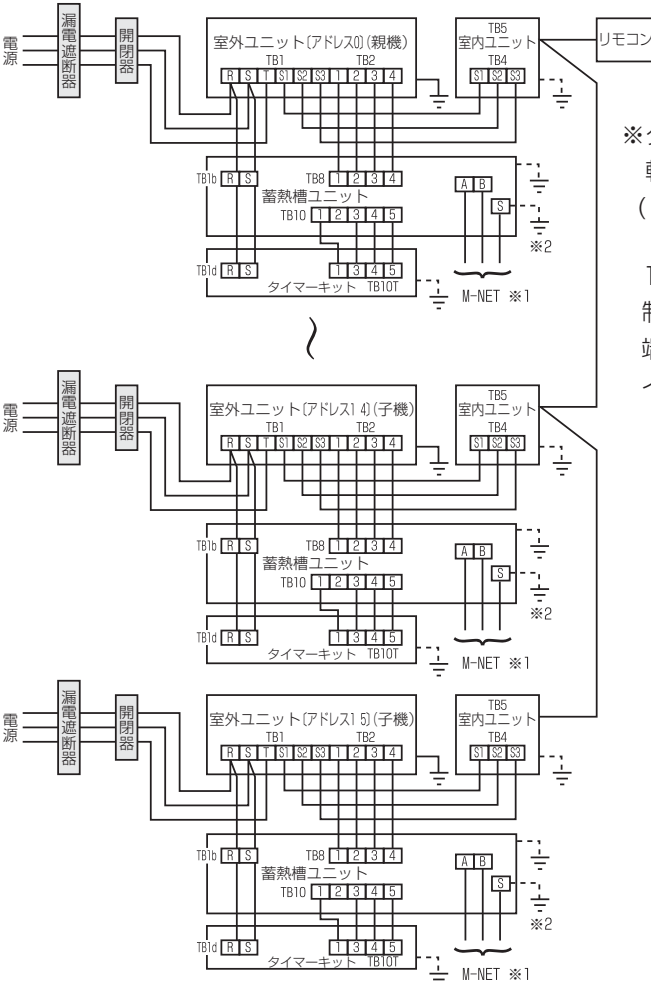 電源
漏電遮断器
開閉器
室外ユニット〔アドレス0〕(親機)
TB1 TB2
R S T S1 S2 S3 1 2 3 4
TB5
室内ユニット
TB4
S1 S2 S3
リモコン
TB1b R S
TB8 1 2 3 4
蓄熱槽ユニット
TB10 1 2 3 4 5
A B
S
※2
TB1d R S
1 3 4 5
タイマーキット TB10T
M-NET ※1
電源
漏電遮断器
開閉器
室外ユニット〔アドレス14〕(子機)
TB1 TB2
R S T S1 S2 S3 1 2 3 4
TB5
室内ユニット
TB4
S1 S2 S3
TB1b R S
TB8 1 2 3 4
蓄熱槽ユニット
TB10 1 2 3 4 5
A B
S
※2
TB1d R S
1 3 4 5
タイマーキット TB10T
M-NET ※1
電源
漏電遮断器
開閉器
室外ユニット〔アドレス15〕(子機)
TB1 TB2
R S T S1 S2 S3 1 2 3 4
TB5
室内ユニット
TB4
S1 S2 S3
TB1b R S
TB8 1 2 3 4
蓄熱槽ユニット
TB10 1 2 3 4 5
A B
S
※2
TB1d R S
1 3 4 5
タイマーキット TB10T
M-NET ※1